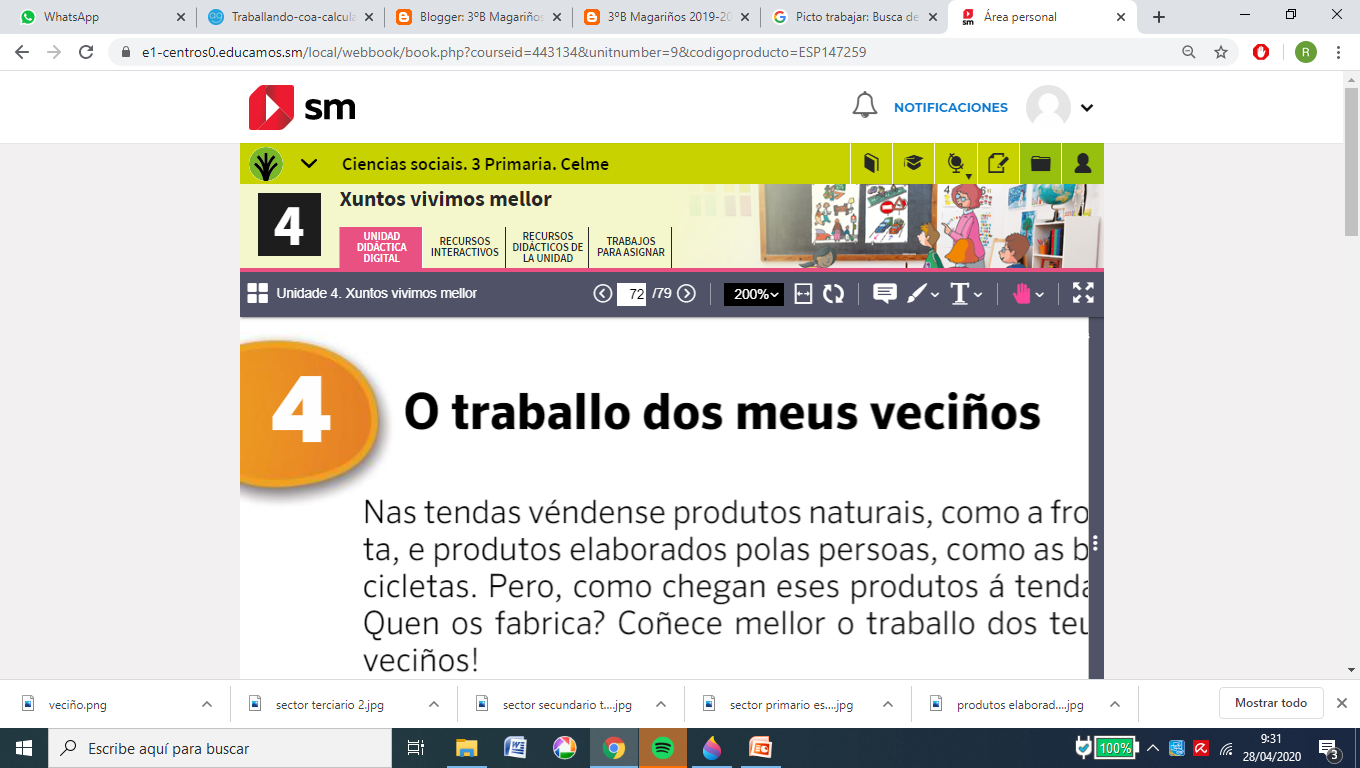 WhatsApp
Traballando-coa-calcula
Blogger: 3ºB Magariños
3ºB Magariños 2019-20
Picto trabajar: Busca de
sm
Área personal
e1-centros0.educamos.sm/local/webbook/book.php?courseid=443134&unitnumber=9&codigoproducto=ESP147259
R
sm
NOTIFICACIONES
Ciencias sociais. 3 Primaria. Celme
4
Xuntos vivimos mellor
UNIDAD
DIDÁCTICA
DIGITAL
RECURSOS
INTERACTIVOS
RECURSOS
DIDÁCTICOS DE
LA UNIDAD
TRABAJOS
PARA ASIGNAR
Unidade 4. Xuntos vivimos mellor
72 /79
200%
T
4
O traballo dos meus veciños
Nas tendas véndense produtos naturais, como a fro
ta, e produtos elaborados polas persoas, como as b
cicletas. Pero, como chegan eses produtos á tenda
Quen os fabrica? Coñece mellor o traballo dos teu
veciños!
veciño.png
sector terciario 2.jpg
sector secundario t....jpg
sector primario es....jpg
produtos elaborad....jpg
Mostrar todo
Escribe aquí para buscar
100%
9:31
28/04/2020
3